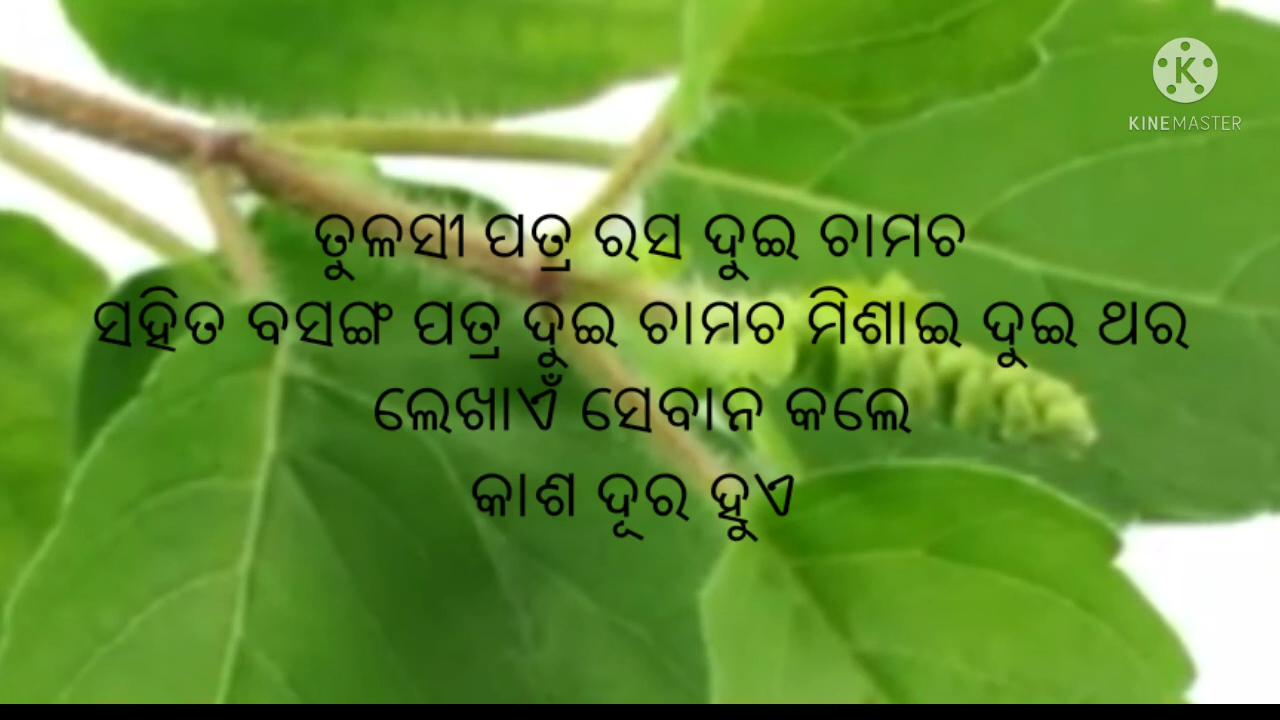 KINEMASTER
ତୁଳସୀ ପତ୍ର ରସ ଦୁଇ ଚାମଚ
ସହିତ ବସଙ୍ଗ ପତ୍ର ଦୁଇ ଚାମଚ ମିଶାଇ ଦୁଇ ଥର
ଲେଖାଏଁ ସେବାନ କଲେ
କାଶ ଦୂର ହୁଏ